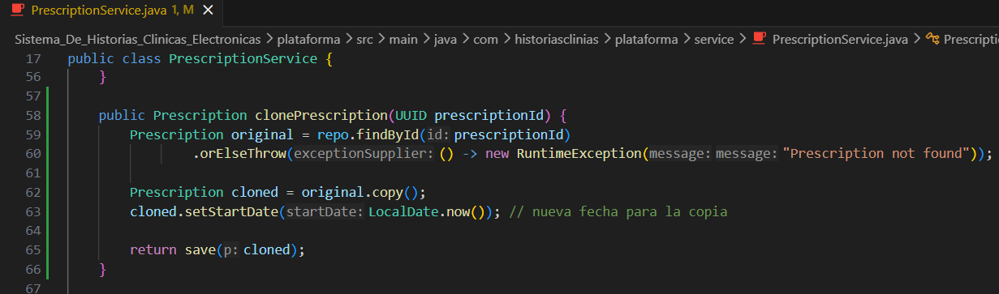 PrescriptionService.java 1, M
Sistema_De_Historias_Clinicas_Electronicas > plataforma > src > main > java > com > historiasclinias > plataforma > service > PrescriptionService.java > Prescriptio
17 public class PrescriptionService {
56 }
57
58 public Prescription clonePrescription(UUID prescriptionId) {
59 Prescription original = repo.findById(id: prescriptionId)
60 .orElseThrow(exceptionSupplier: () -> new RuntimeException(message: message: "Prescription not found"));
61
62 Prescription cloned = original.copy();
63 cloned.setStartDate(startDate: LocalDate.now()); // nueva fecha para la copia
64
65 return save(p: cloned);
66 }
67